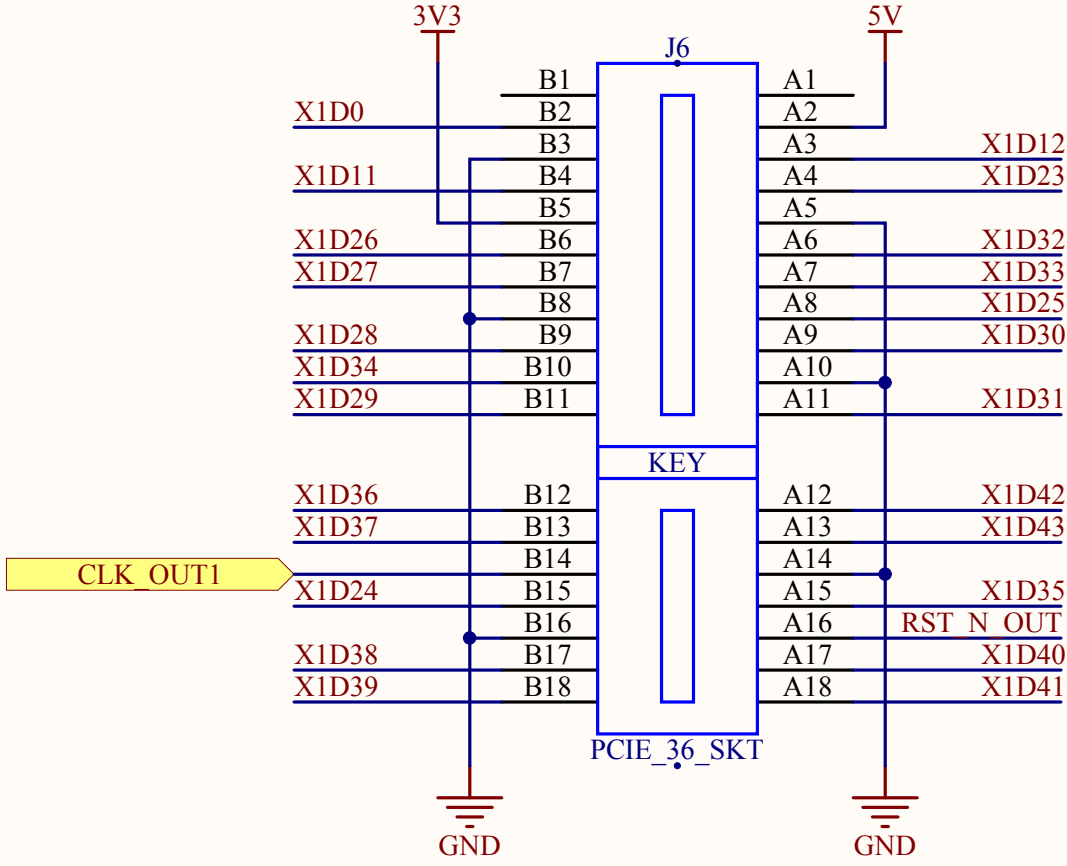 3V3 5V
J6
B1 A1
X1D0 B2 A2
B3 A3 X1D12
X1D11 B4 A4 X1D23
B5 A5
X1D26 B6 A6 X1D32
X1D27 B7 A7 X1D33
B8 A8 X1D25
X1D28 B9 A9 X1D30
X1D34 B10 A10
X1D29 B11 A11 X1D31
KEY
X1D36 B12 A12 X1D42
X1D37 B13 A13 X1D43
CLK_OUT1 B14 A14
X1D24 B15 A15 X1D35
B16 A16 RST_N_OUT
X1D38 B17 A17 X1D40
X1D39 B18 A18 X1D41
PCIE_36_SKT
GND GND